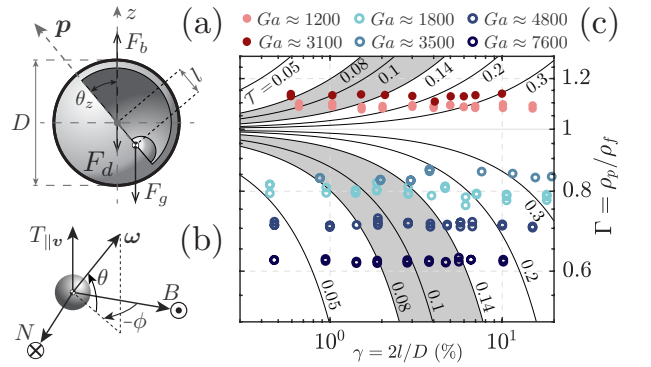 (a)
p
z
F_b
l
θ_z
D
F_d
F_g
(b)
T_{∥v}
ω
θ
B
-ϕ
N
Ga ≈ 1200 Ga ≈ 1800 Ga ≈ 4800 (c)
Ga ≈ 3100 Ga ≈ 3500 Ga ≈ 7600
𝒯 = 0.05 0.08 0.1 0.14 0.2 0.3
1.2
1
0.8
0.6
Γ = ρ_p/ρ_f
0.3
0.2
0.05 0.08 0.1 0.14
10^0 10^1
γ = 2l/D (%)